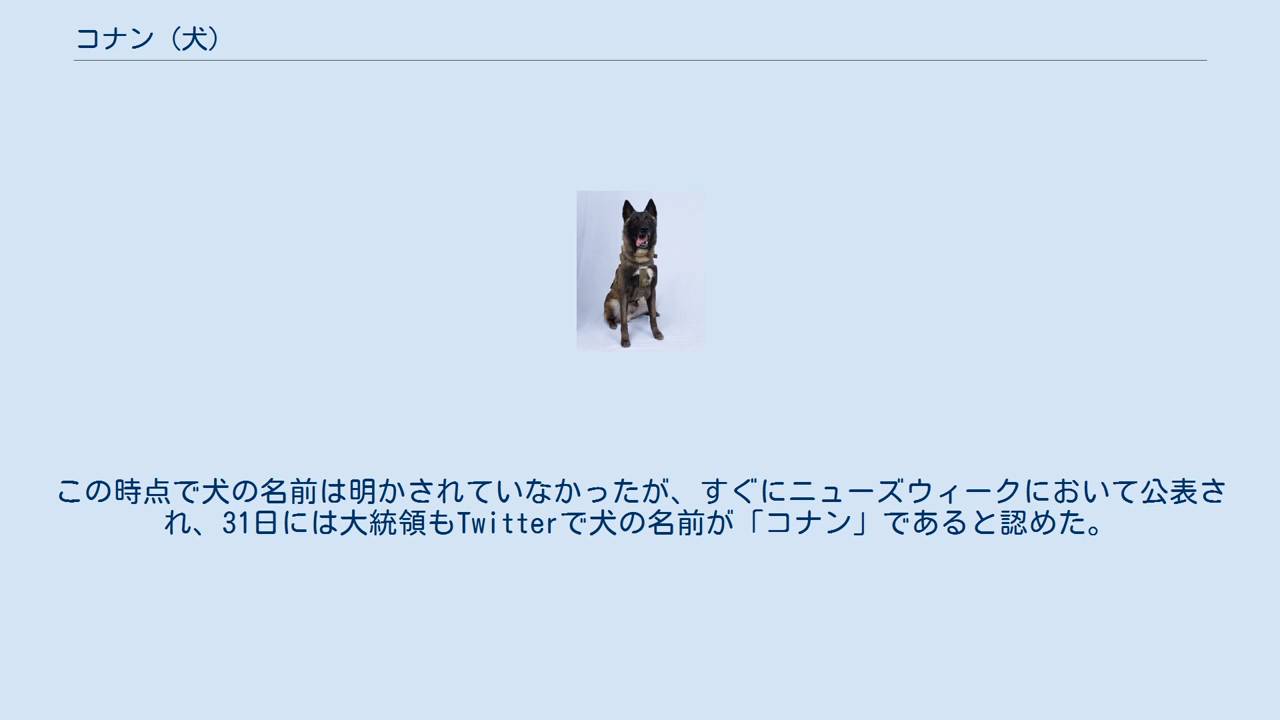 コナン（犬）
この時点で犬の名前は明かされていなかったが、すぐにニューズウィークにおいて公表さ
れ、31日には大統領もTwitterで犬の名前が「コナン」であると認めた。